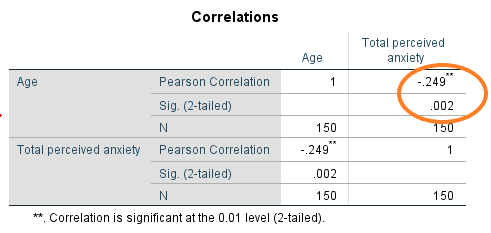 Correlations
Age Total perceived anxiety
Age Pearson Correlation 1 -.249**
Sig. (2-tailed) .002
N 150 150
Total perceived anxiety Pearson Correlation -.249** 1
Sig. (2-tailed) .002
N 150 150
**. Correlation is significant at the 0.01 level (2-tailed).